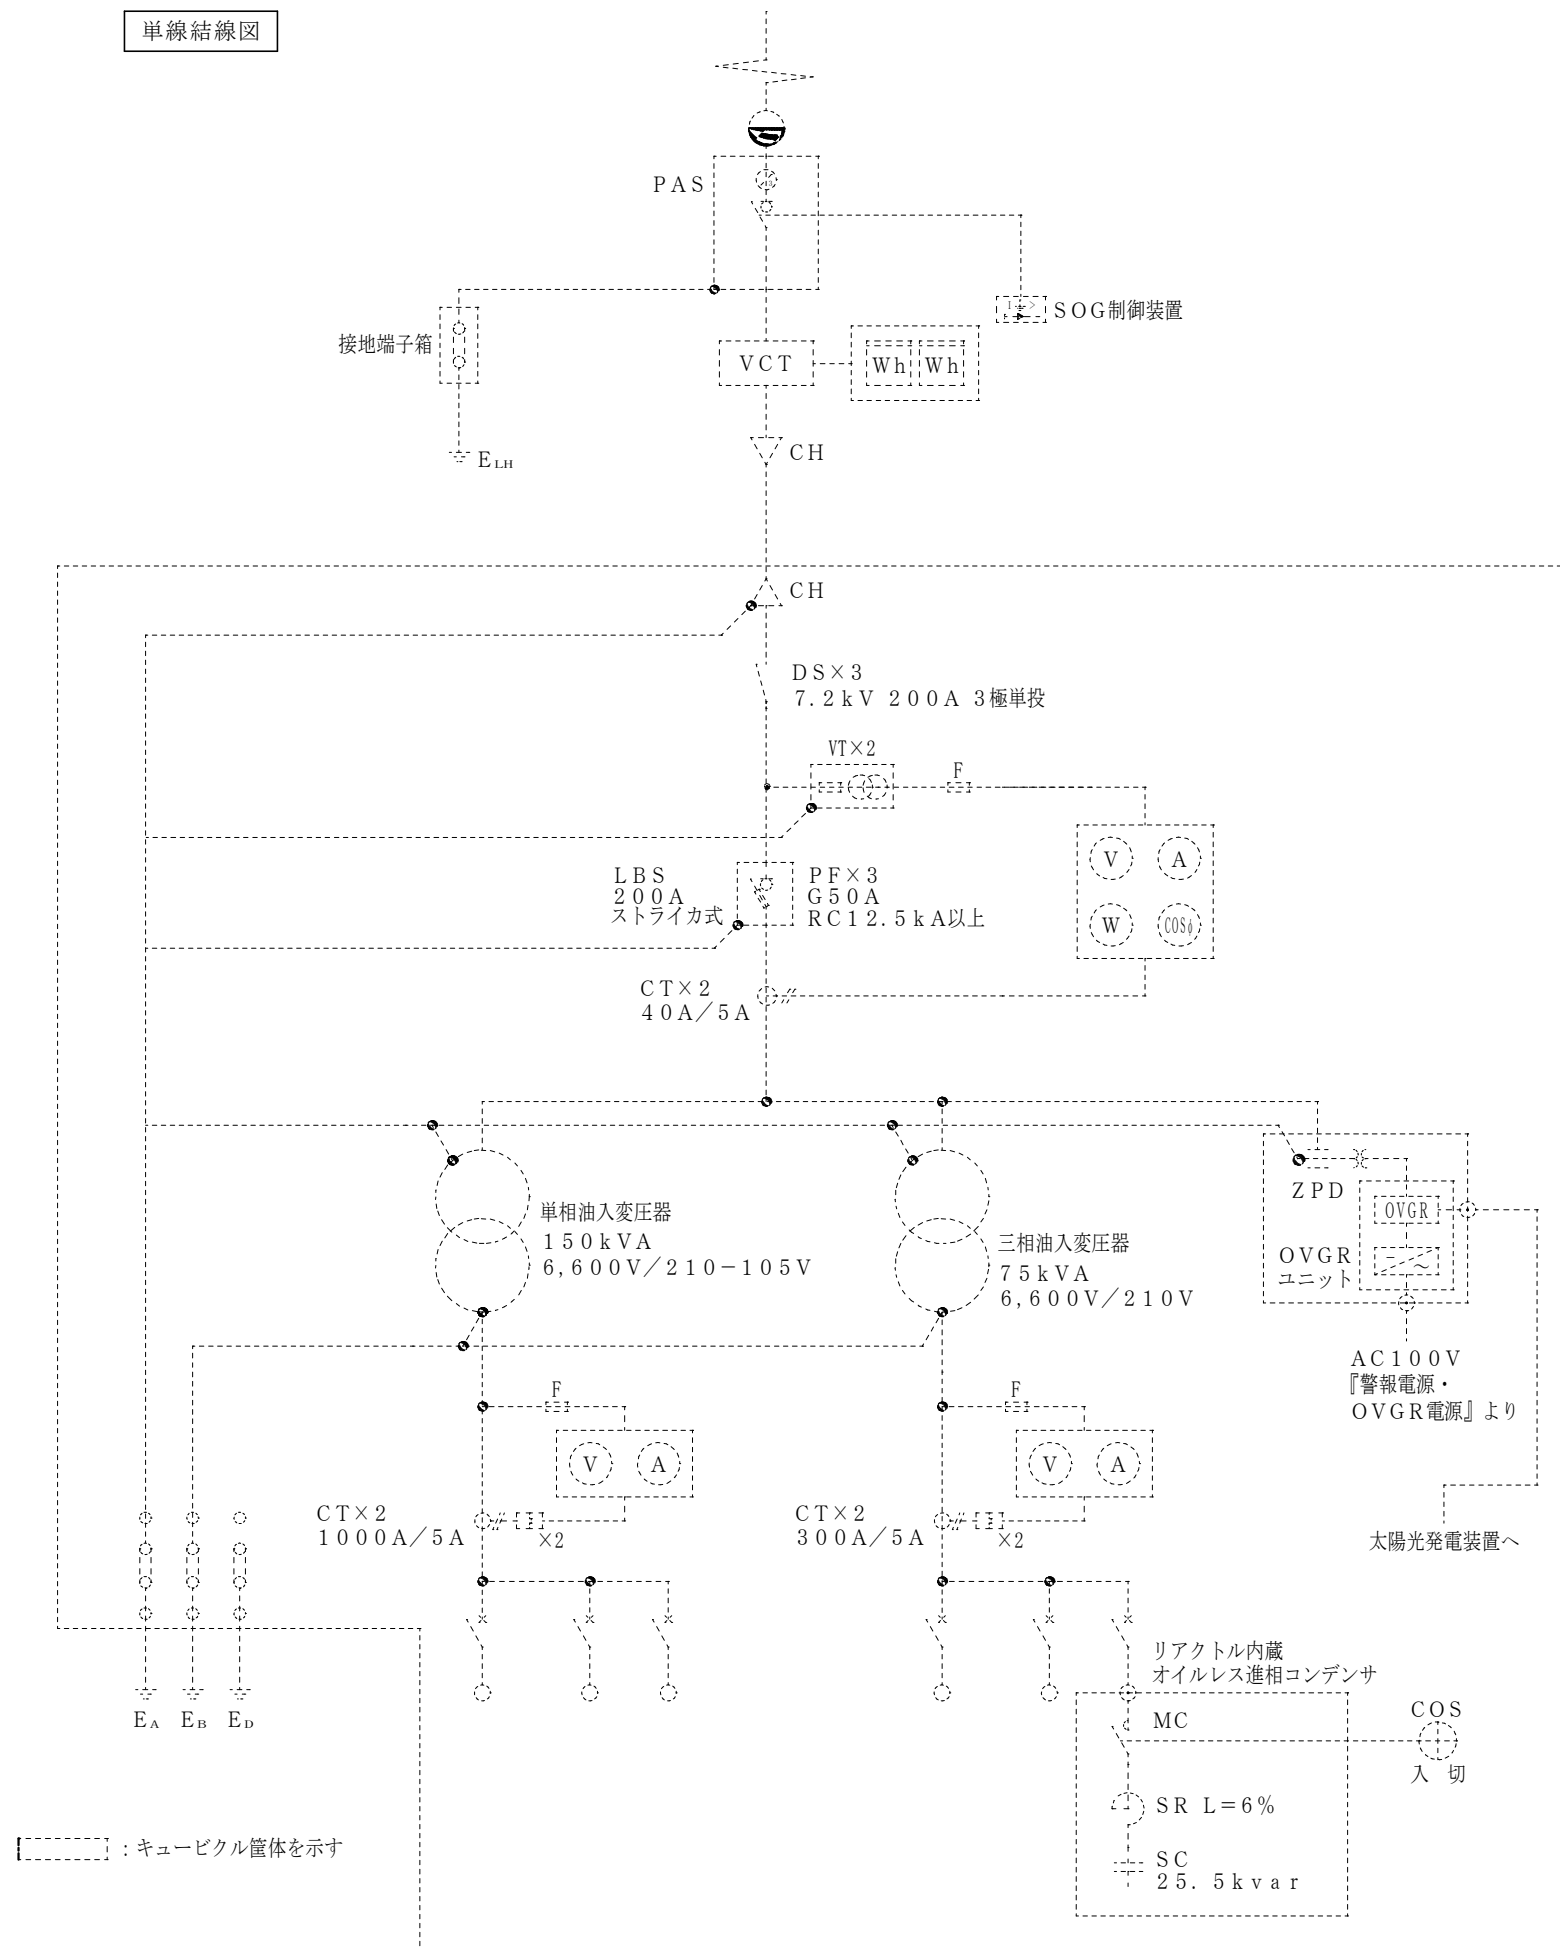 単線結線図
PAS
SOG制御装置
I ≑ >
接地端子箱
VCT
Wh Wh
CH
ELH
CH
DS×3
7.2kV 200A 3極単投
VT×2
F
V A
LBS
200A
ストライカ式
PF×3
G50A
RC12.5kA以上
W COSφ
CT×2
40A／5A
ZPD
単相油入変圧器
150kVA
6,600V／210－105V
三相油入変圧器
75kVA
6,600V／210V
OVGR
OVGR
ユニット
AC100V
『警報電源・
OVGR電源』より
F
V A
F
V A
CT×2
1000A／5A
×2
CT×2
300A／5A
×2
太陽光発電装置へ
リアクトル内蔵
オイルレス進相コンデンサ
EA EB ED
MC
COS
入 切
SR L＝6%
SC
25.5kvar
：キュービクル筐体を示す